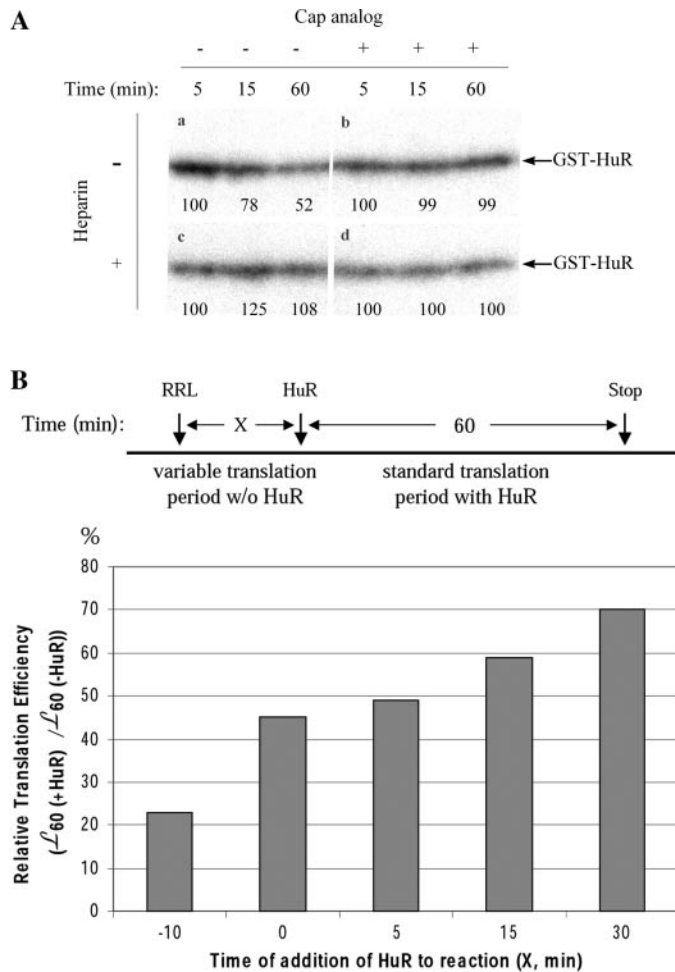 A
Cap analog
- - - + + +
Time (min): 5 15 60 5 15 60
a b
Heparin
- GST-HuR
100 78 52 100 99 99
c d
+ GST-HuR
100 125 108 100 100 100
B
RRL HuR Stop
Time (min): X 60
variable translation standard translation
period w/o HuR period with HuR
%
80
70
60
50
40
30
20
10
0
Relative Translation Efficiency
(ℒ60 (+HuR) /ℒ60 (-HuR))
-10 0 5 15 30
Time of addition of HuR to reaction (X, min)